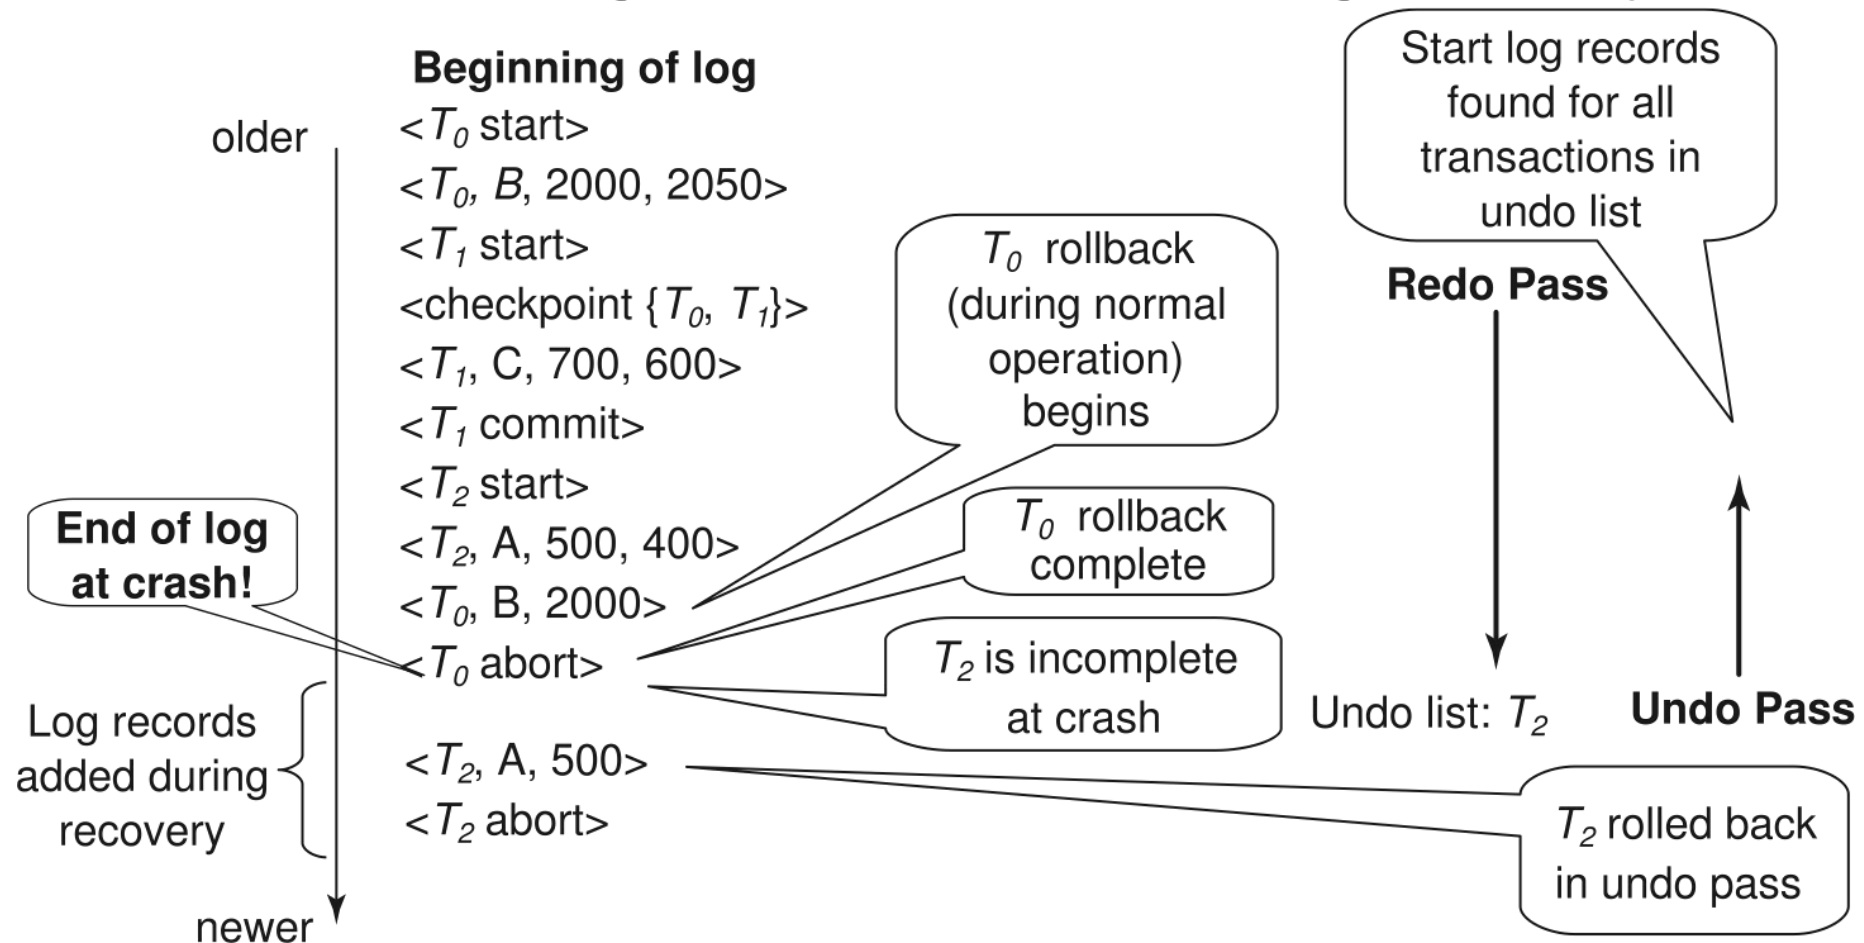 Beginning of log
older
<T0 start>
<T0, B, 2000, 2050>
<T1 start>
<checkpoint {T0, T1}>
<T1, C, 700, 600>
<T1 commit>
<T2 start>
<T2, A, 500, 400>
<T0, B, 2000>
<T0 abort>
<T2, A, 500>
<T2 abort>
newer
End of log
at crash!
Log records
added during
recovery
T0 rollback
(during normal
operation)
begins
T0 rollback
complete
T2 is incomplete
at crash
Start log records
found for all
transactions in
undo list
Redo Pass
Undo list: T2
Undo Pass
T2 rolled back
in undo pass